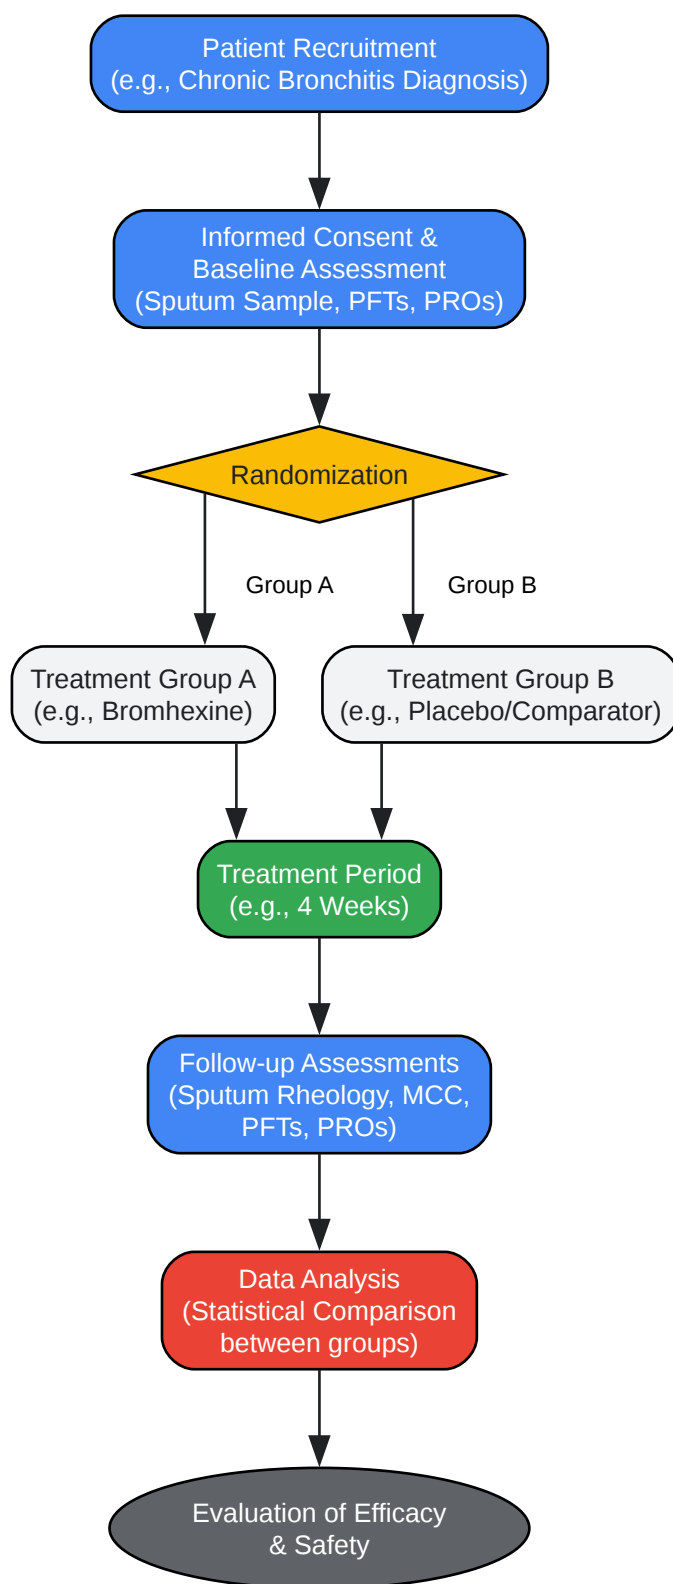 Patient Recruitment
(e.g., Chronic Bronchitis Diagnosis)
Informed Consent &
Baseline Assessment
(Sputum Sample, PFTs, PROs)
Randomization
Group A
Group B
Treatment Group A
(e.g., Bromhexine)
Treatment Group B
(e.g., Placebo/Comparator)
Treatment Period
(e.g., 4 Weeks)
Follow-up Assessments
(Sputum Rheology, MCC,
PFTs, PROs)
Data Analysis
(Statistical Comparison
between groups)
Evaluation of Efficacy
& Safety